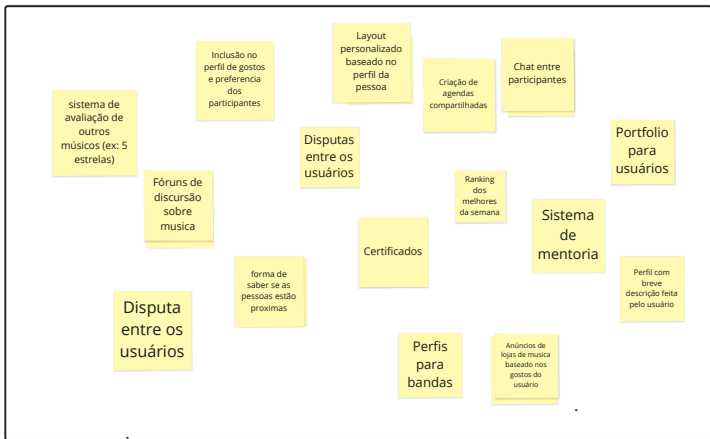 Layout
personalizado
baseado no
perfil da
pessoa
Inclusão no
perfil de gostos
e preferencia
dos
participantes
Chat entre
participantes
Criação de
agendas
compartilhadas
sistema de
avaliação de
outros
músicos (ex: 5
estrelas)
Disputas
entre os
usuários
Portfolio
para
usuários
Fóruns de
discursão
sobre
musica
Ranking
dos
melhores
da semana
Sistema
de
mentoria
Certificados
forma de
saber se as
pessoas estão
proximas
Perfil com
breve
descrição feita
pelo usuário
Disputa
entre os
usuários
Perfis
para
bandas
Anúncios de
lojas de musica
baseado nos
gostos do
usuário